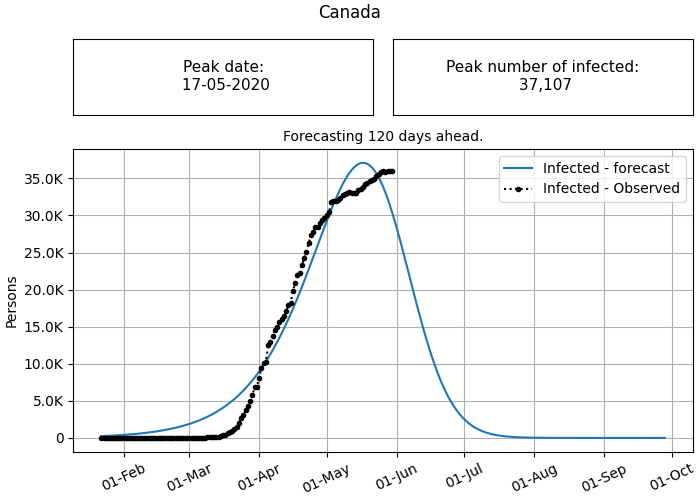 Canada
Peak date:
17-05-2020
Peak number of infected:
37,107
Forecasting 120 days ahead.
Infected - forecast
Infected - Observed
Persons
35.0K
30.0K
25.0K
20.0K
15.0K
10.0K
5.0K
0
01-Feb
01-Mar
01-Apr
01-May
01-Jun
01-Jul
01-Aug
01-Sep
01-Oct